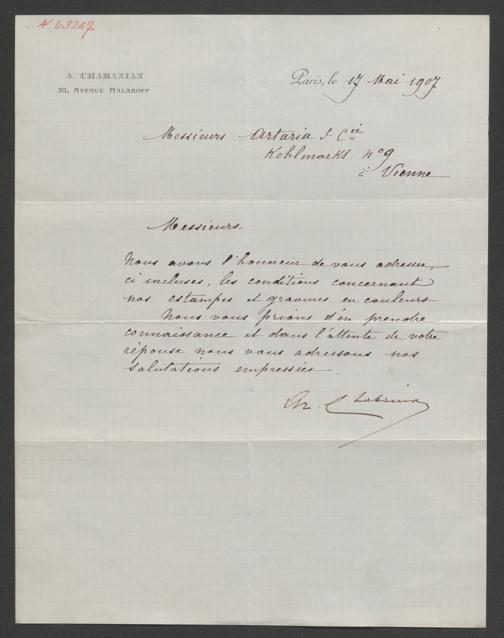 N 63267.
A. CHABANIAN
30, AVENUE MALAKOFF
Paris, le 17 Mai 1907
Messieurs Artaria & Cie
Kohlmarkt n° 9
à Vienne
Messieurs.
Nous avons l'honneur de vous adresser,
ci incluses, les conditions concernant
nos estampes et gravures en couleurs
Nous vous prions d'en prendre
connaissance et dans l'attente de votre
réponse nous vous adressons nos
salutations empressées.
Ar. Chabanian